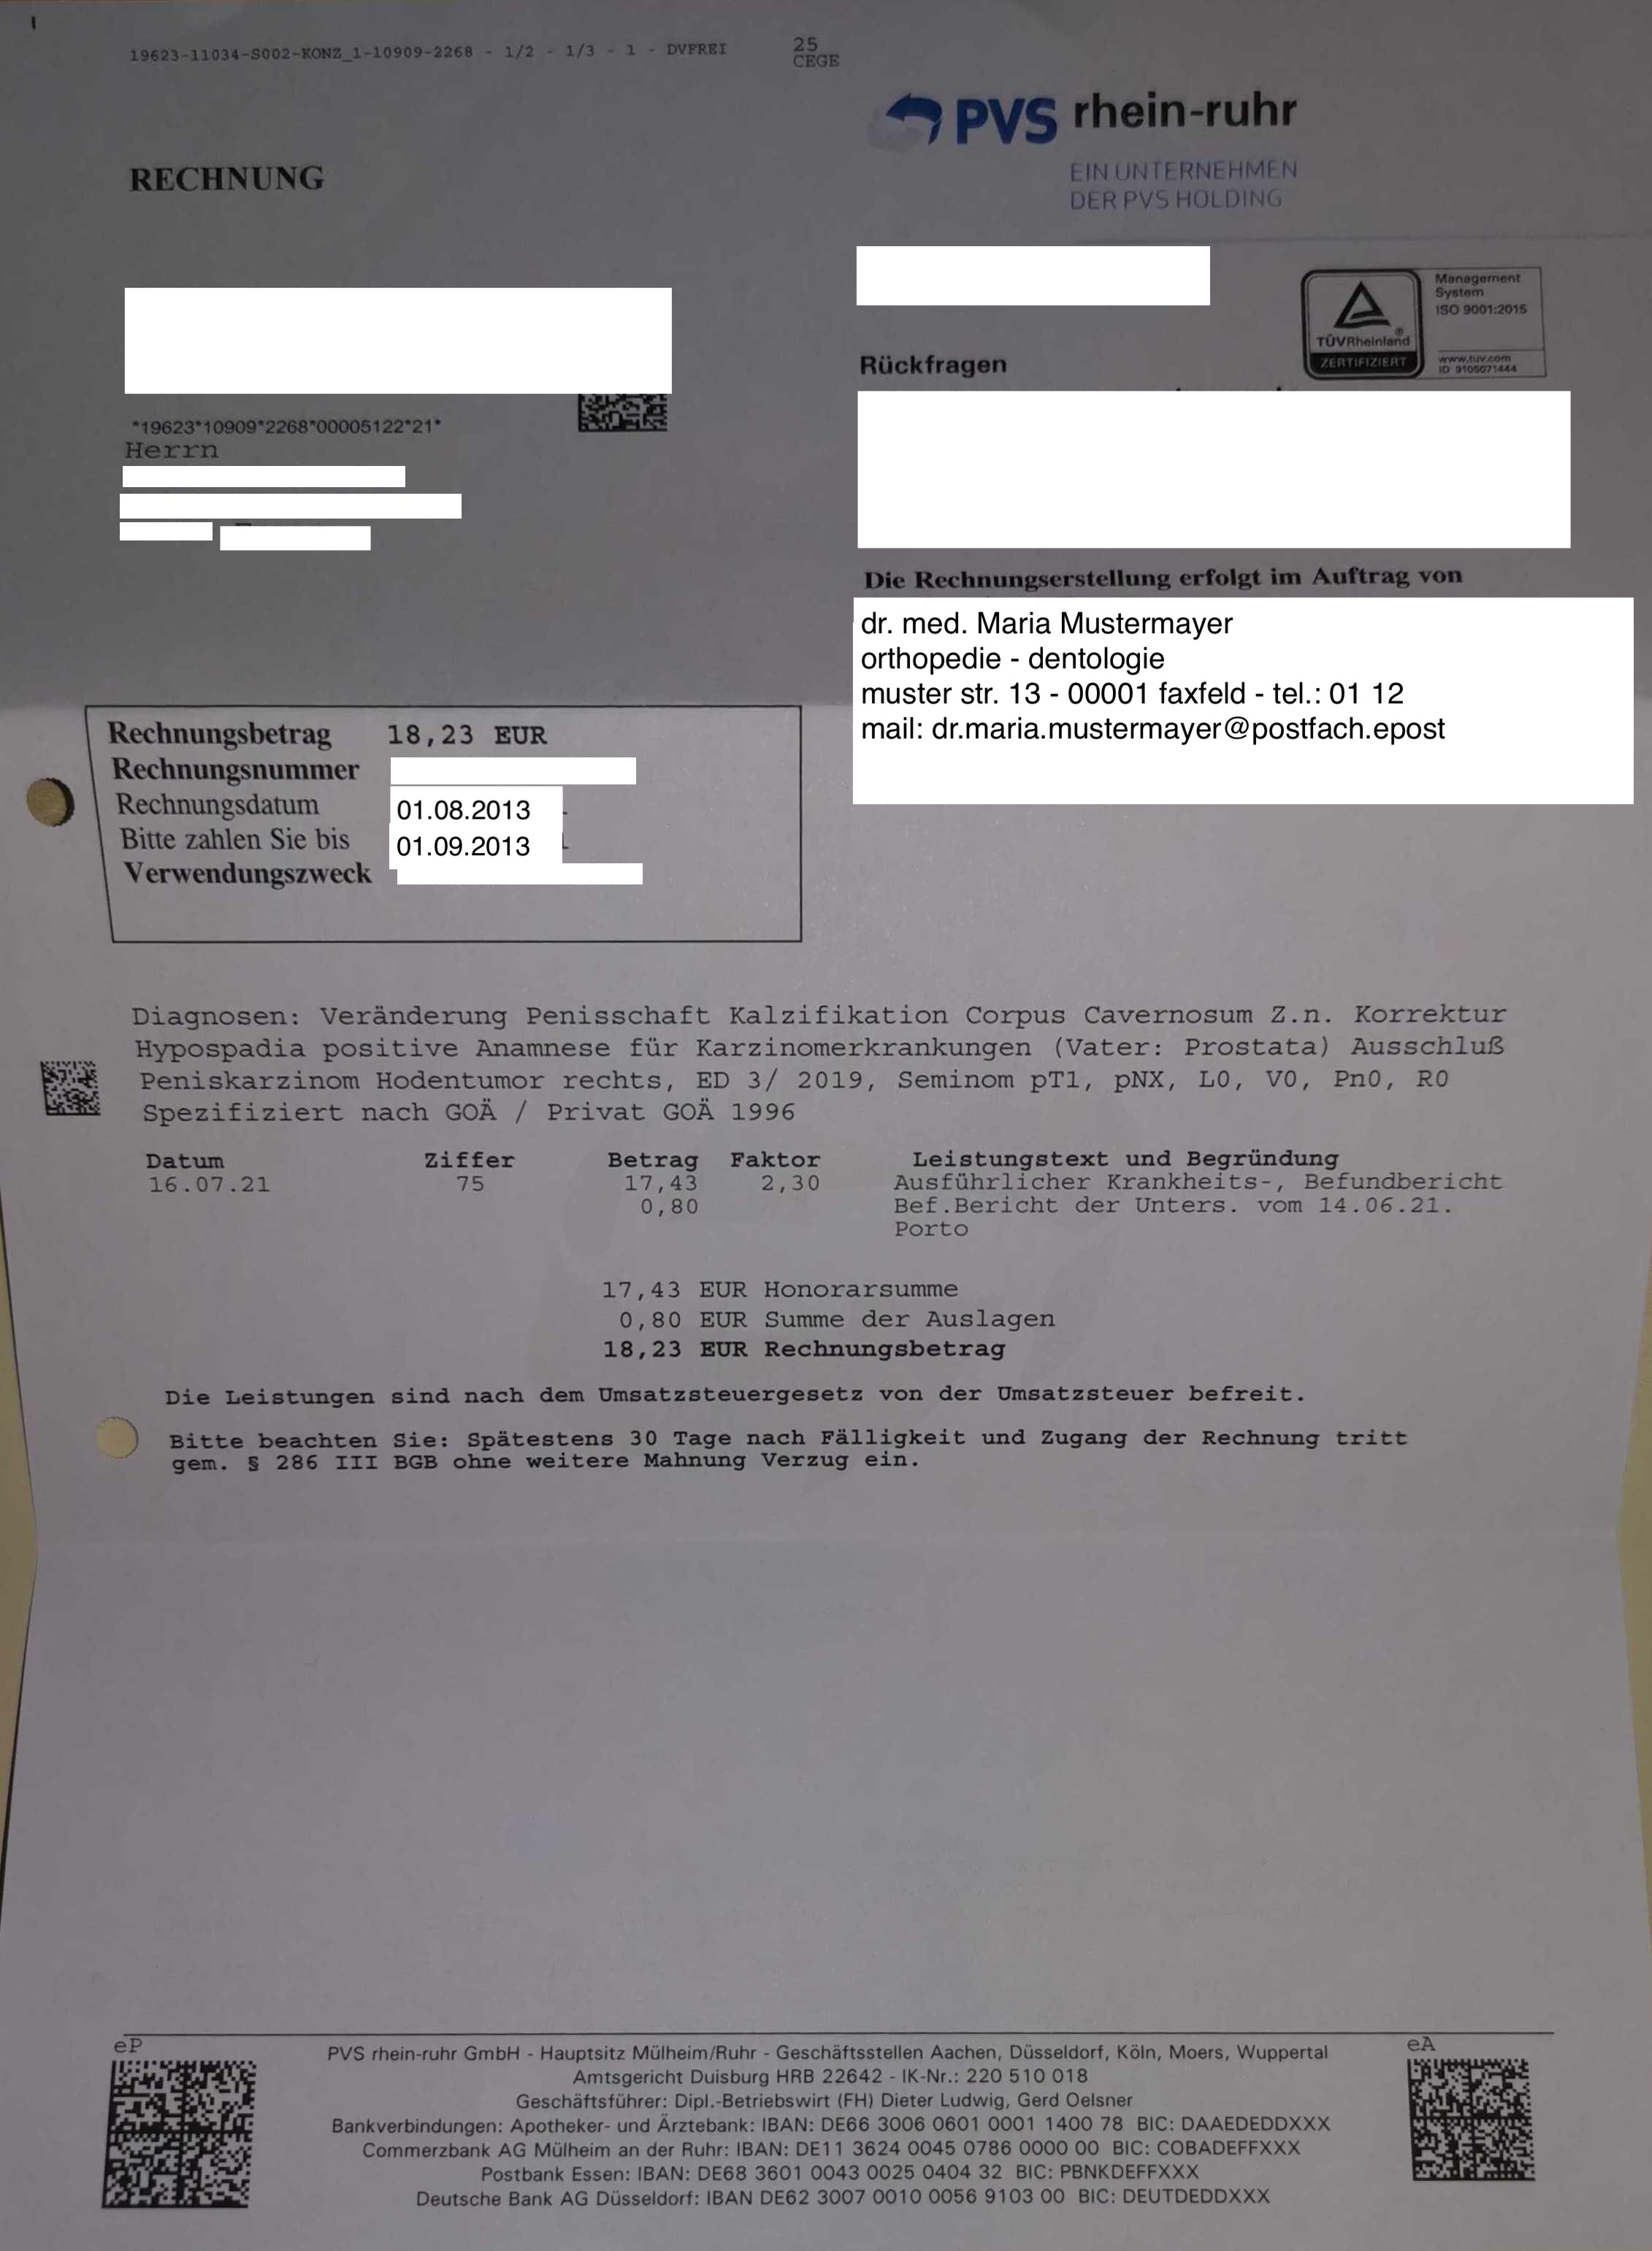 19623-11034-S002-KONZ_1-10909-2268 - 1/2 - 1/3 - 1 - DVFREI
25
CEGE
PVS rhein-ruhr
EIN UNTERNEHMEN
DER PVS HOLDING
RECHNUNG
Management
System
ISO 9001:2015
TÜVRheinland
ZERTIFIZIERT
www.tuv.com
ID 9105071444
Rückfragen
*19623*10909*2268*00005122*21*
Herrn
Die Rechnungserstellung erfolgt im Auftrag von
dr. med. Maria Mustermayer
orthopedie - dentologie
muster str. 13 - 00001 faxfeld - tel.: 01 12
mail: dr.maria.mustermayer@postfach.epost
Rechnungsbetrag 18,23 EUR
Rechnungsnummer
Rechnungsdatum 01.08.2013
Bitte zahlen Sie bis 01.09.2013
Verwendungszweck
Diagnosen: Veränderung Penisschaft Kalzifikation Corpus Cavernosum Z.n. Korrektur
Hypospadia positive Anamnese für Karzinomerkrankungen (Vater: Prostata) Ausschluß
Peniskarzinom Hodentumor rechts, ED 3/ 2019, Seminom pT1, pNX, L0, V0, Pn0, R0
Spezifiziert nach GOÄ / Privat GOÄ 1996
Datum Ziffer Betrag Faktor Leistungstext und Begründung
16.07.21 75 17,43 2,30 Ausführlicher Krankheits-, Befundbericht
0,80 Bef.Bericht der Unters. vom 14.06.21.
Porto
17,43 EUR Honorarsumme
0,80 EUR Summe der Auslagen
18,23 EUR Rechnungsbetrag
Die Leistungen sind nach dem Umsatzsteuergesetz von der Umsatzsteuer befreit.
Bitte beachten Sie: Spätestens 30 Tage nach Fälligkeit und Zugang der Rechnung tritt
gem. § 286 III BGB ohne weitere Mahnung Verzug ein.
eP
eA
PVS rhein-ruhr GmbH - Hauptsitz Mülheim/Ruhr - Geschäftsstellen Aachen, Düsseldorf, Köln, Moers, Wuppertal
Amtsgericht Duisburg HRB 22642 - IK-Nr.: 220 510 018
Geschäftsführer: Dipl.-Betriebswirt (FH) Dieter Ludwig, Gerd Oelsner
Bankverbindungen: Apotheker- und Ärztebank: IBAN: DE66 3006 0601 0001 1400 78 BIC: DAAEDEDDXXX
Commerzbank AG Mülheim an der Ruhr: IBAN: DE11 3624 0045 0786 0000 00 BIC: COBADEFFXXX
Postbank Essen: IBAN: DE68 3601 0043 0025 0404 32 BIC: PBNKDEFFXXX
Deutsche Bank AG Düsseldorf: IBAN DE62 3007 0010 0056 9103 00 BIC: DEUTDEDDXXX